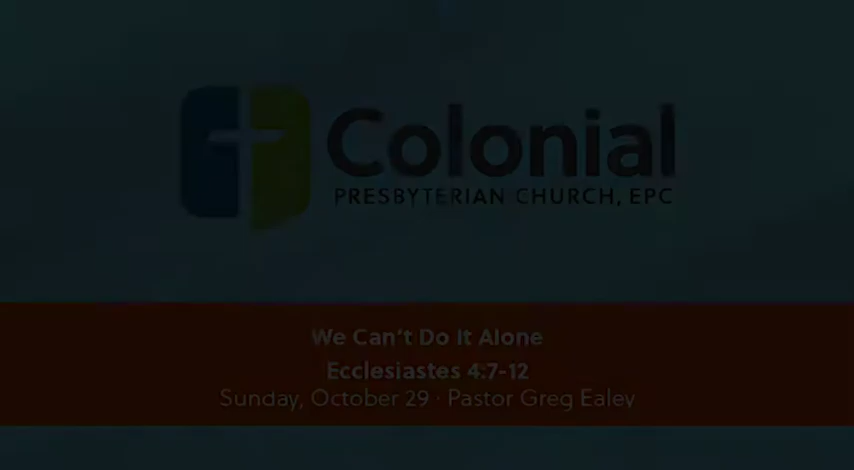 Colonial
PRESBYTERIAN CHURCH, EPC
We Can't Do It Alone
Ecclesiastes 4:7-12
Sunday, October 29 · Pastor Greg Ealey